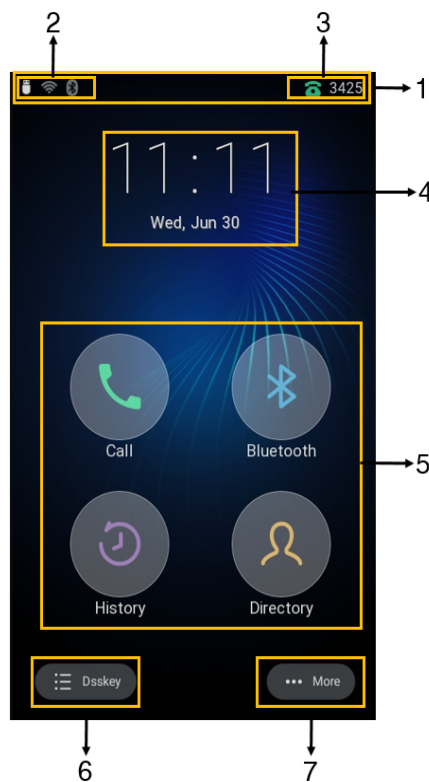 2
3
3425
1
11:11
4
Wed, Jun 30
Call
Bluetooth
5
History
Directory
Dsskey
More
6
7